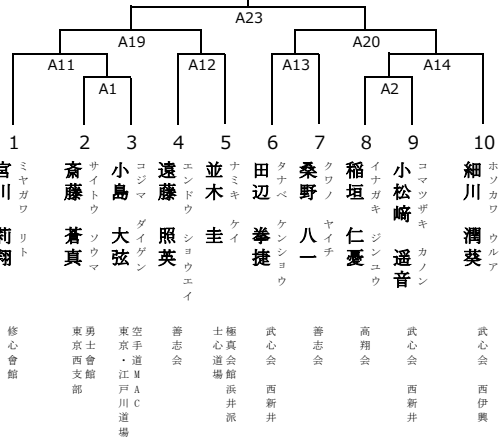 A23
A19
A20
A11
A12
A13
A14
A1
A2
1
2
3
4
5
6
7
8
9
10
宮川 莉翔
ミヤガワ リト
斎藤 蒼真
サイトウ ソウマ
小島 大弦
コジマ ダイゲン
遠藤 照英
エンドウ ショウエイ
並木 圭
ナミキ ケイ
田辺 拳捷
タナベ ケンショウ
桑野 八一
クワノ ヤイチ
稲垣 仁憂
イナガキ ジンユウ
小松﨑 遥音
コマツザキ カノン
細川 潤葵
ホソカワ ウルア
修心會館
勇士會館
東京西支部
空手道MAC
東京・江戸川道場
善志会
極真会館浜井派
士心道場
武心会 西新井
善志会
高翔会
武心会 西新井
武心会 西伊興